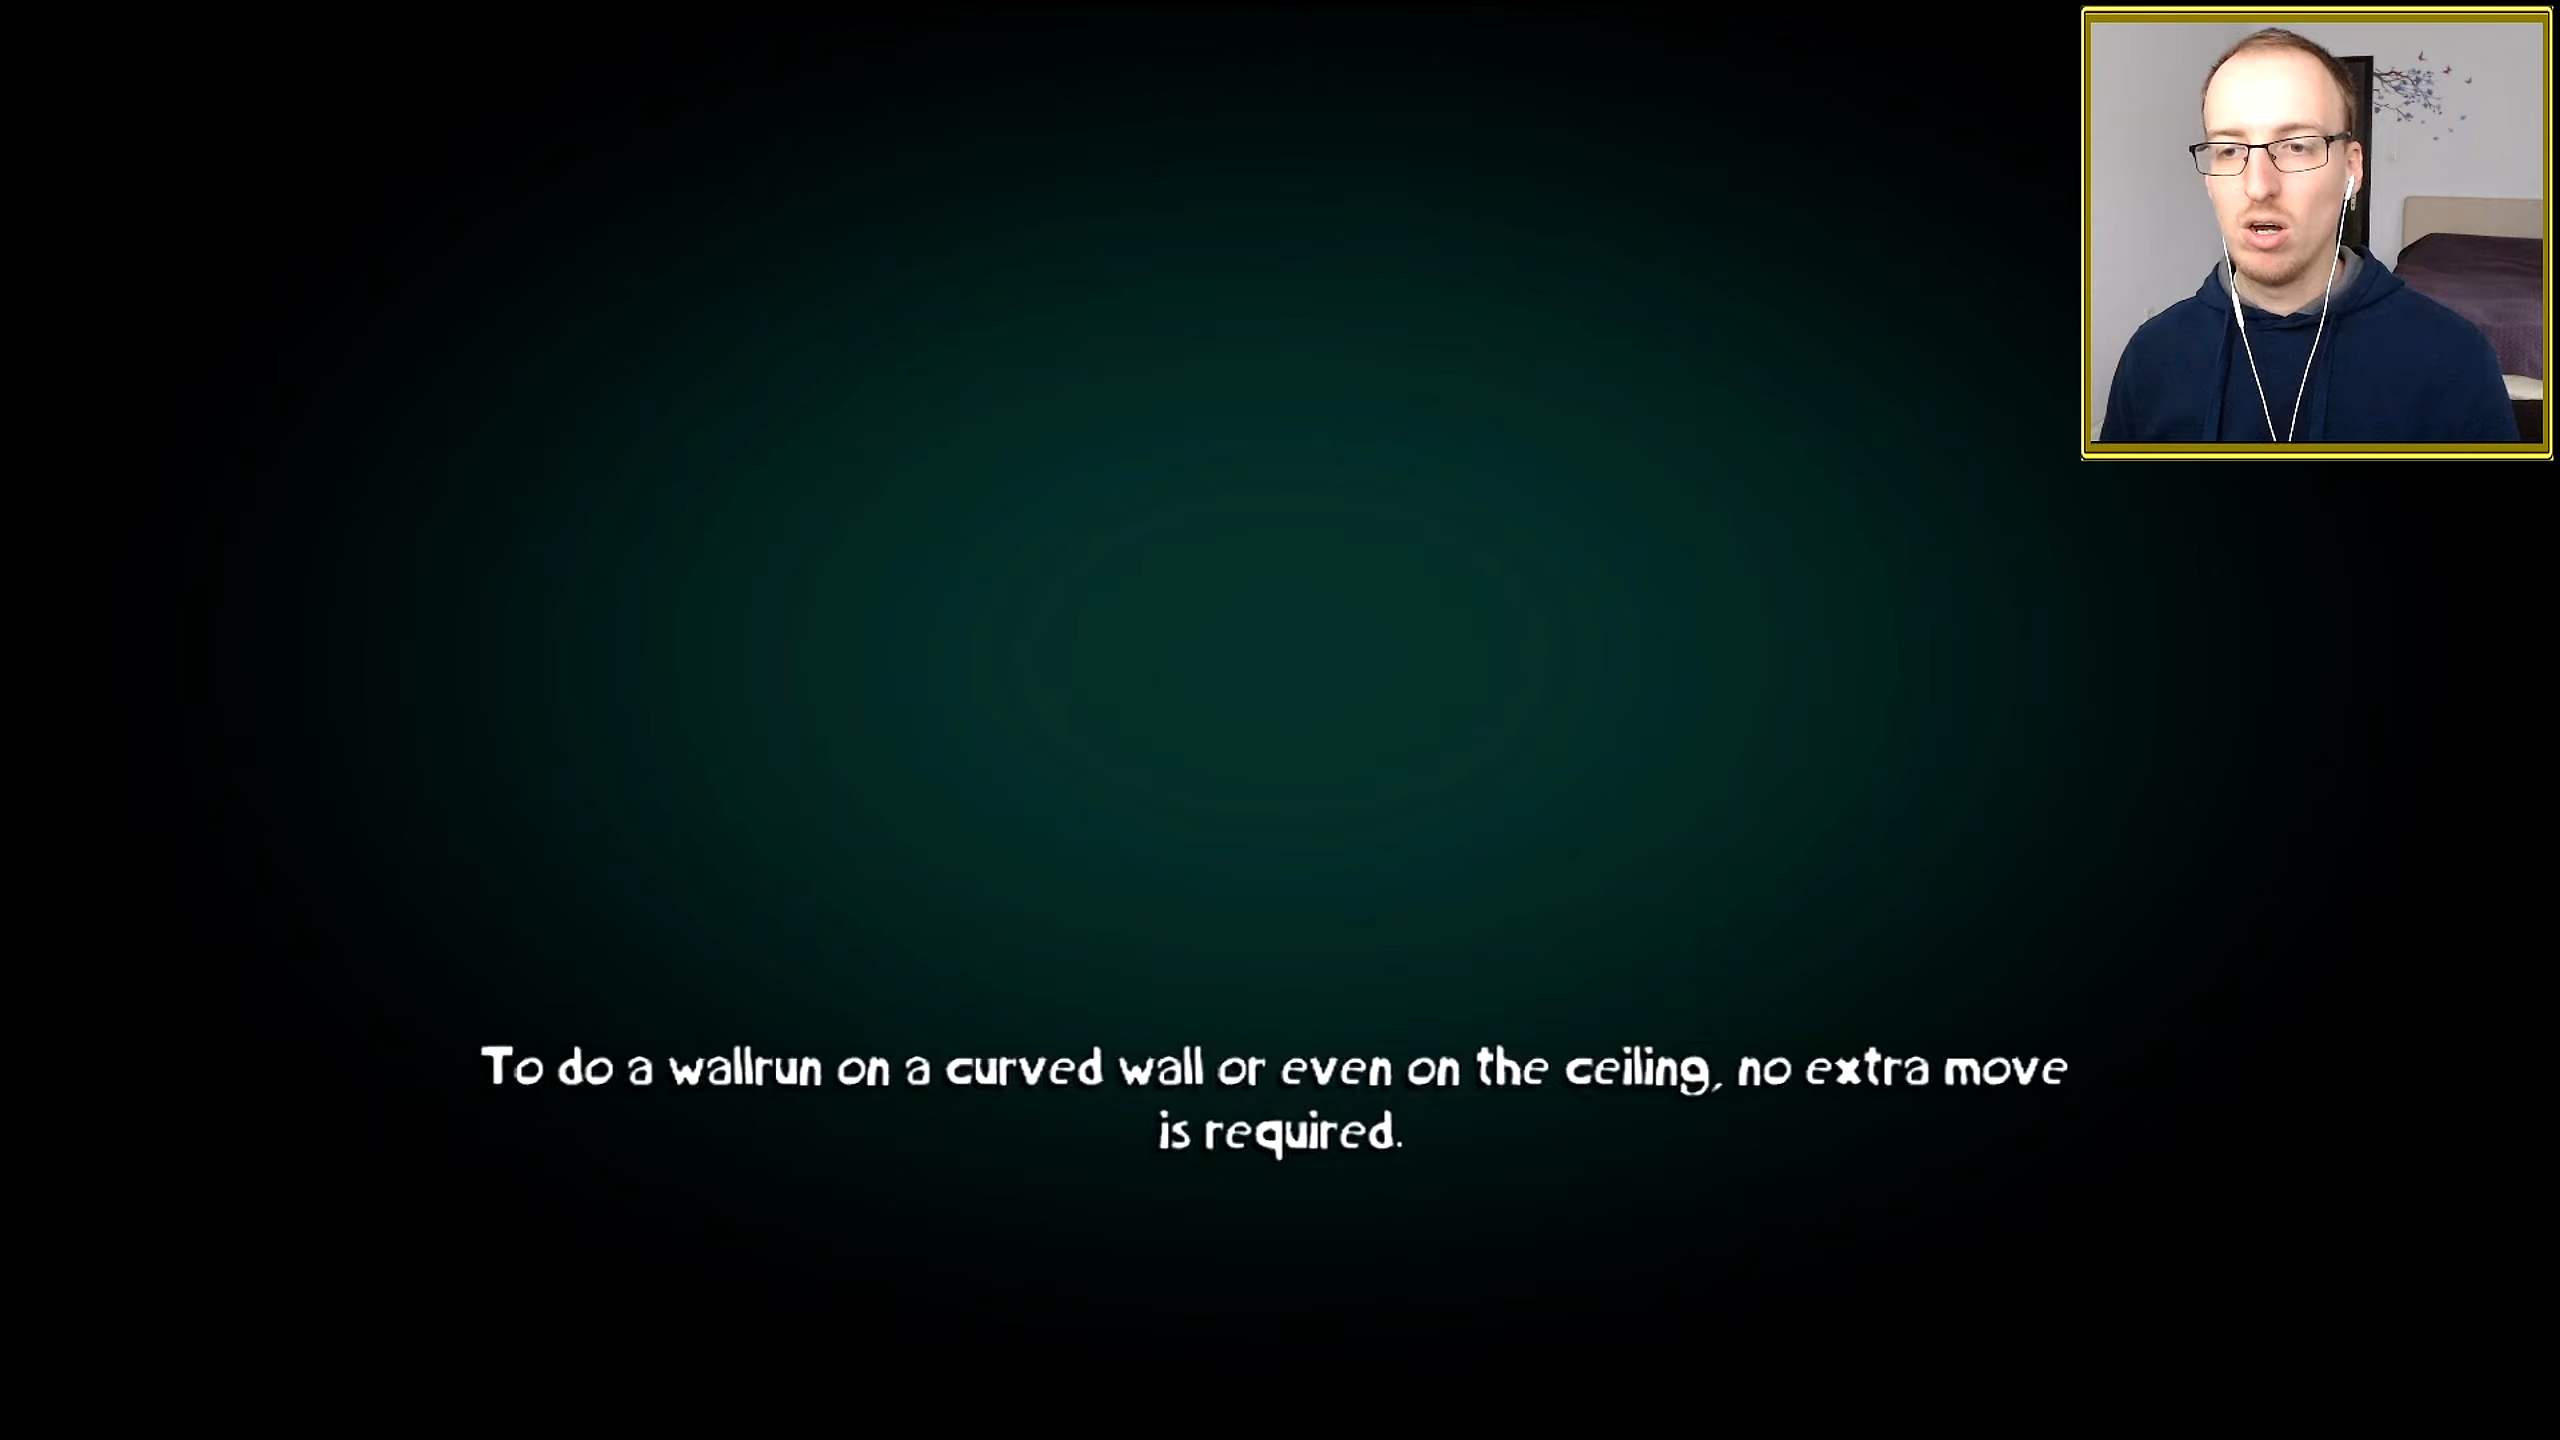 To do a wallrun on a curved wall or even on the ceiling, no extra move
is required.